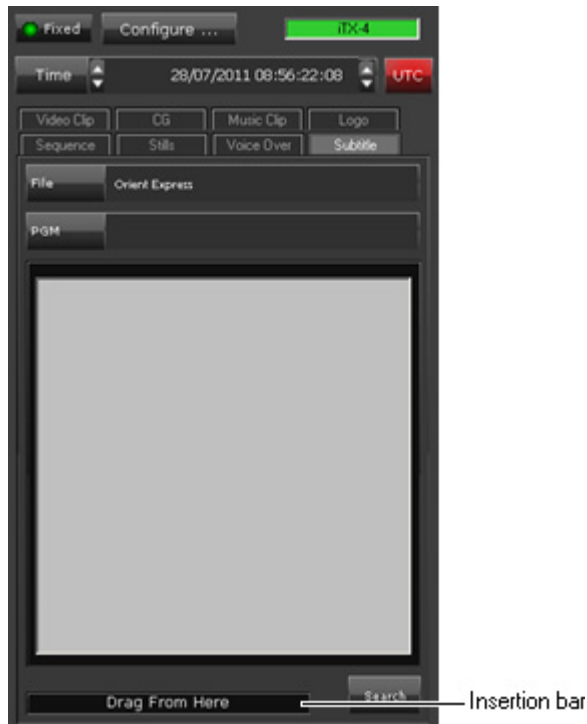 Fixed Configure ... iTX-4
Time 28/07/2011 08:56:22:08 UTC
Video Clip CG Music Clip Logo
Sequence Stills Voice Over Subtitle
File Orient Express
PGM
Search
Drag From Here Insertion bar